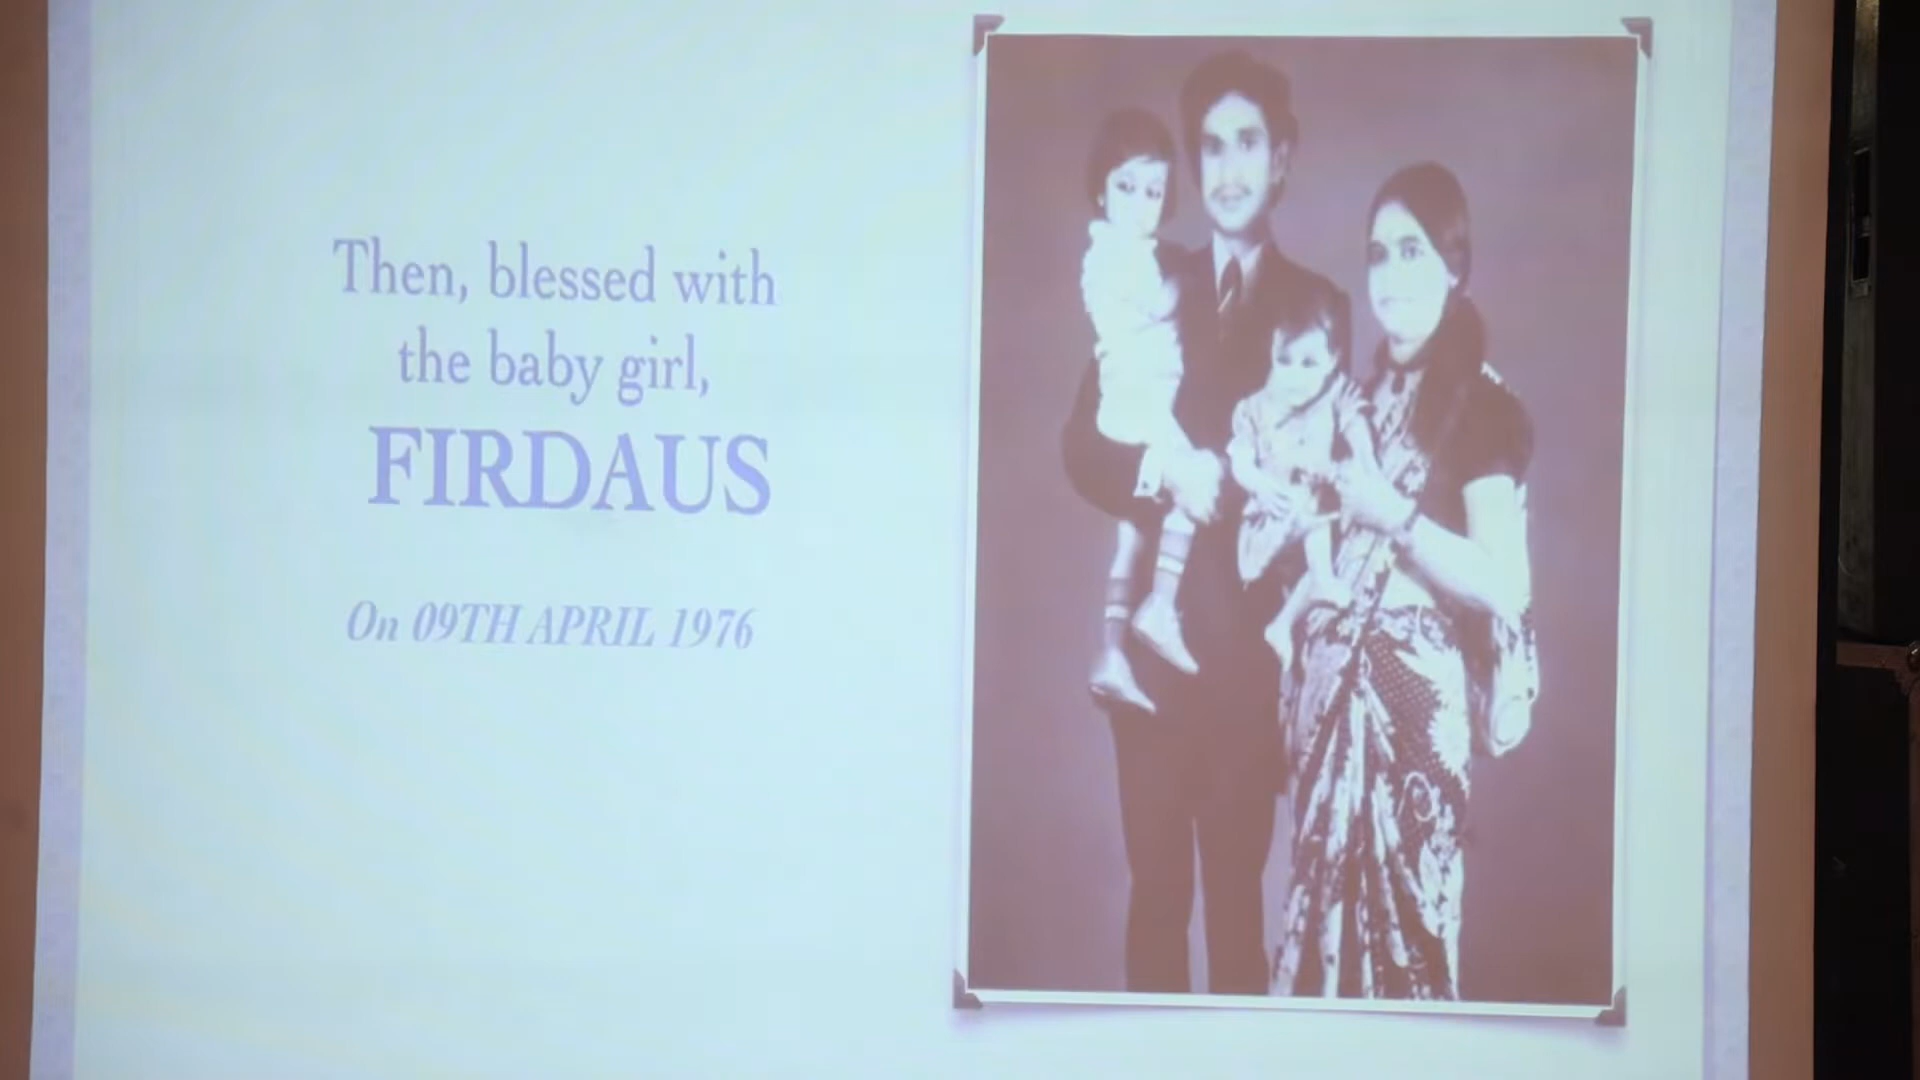 Then, blessed with
the baby girl,
FIRDAUS
On 09TH APRIL 1976